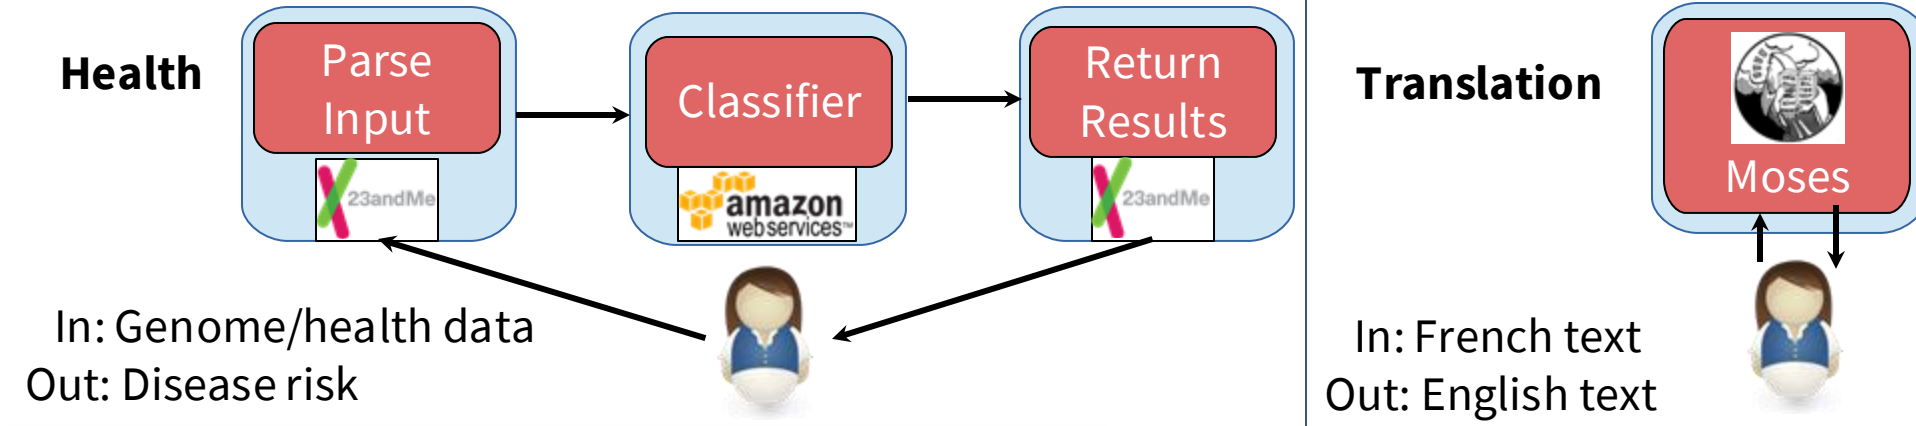 Health
Parse
Input
23andMe
Classifier
amazon
webservices™
Return
Results
23andMe
In: Genome/health data
Out: Disease risk
Translation
Moses
In: French text
Out: English text